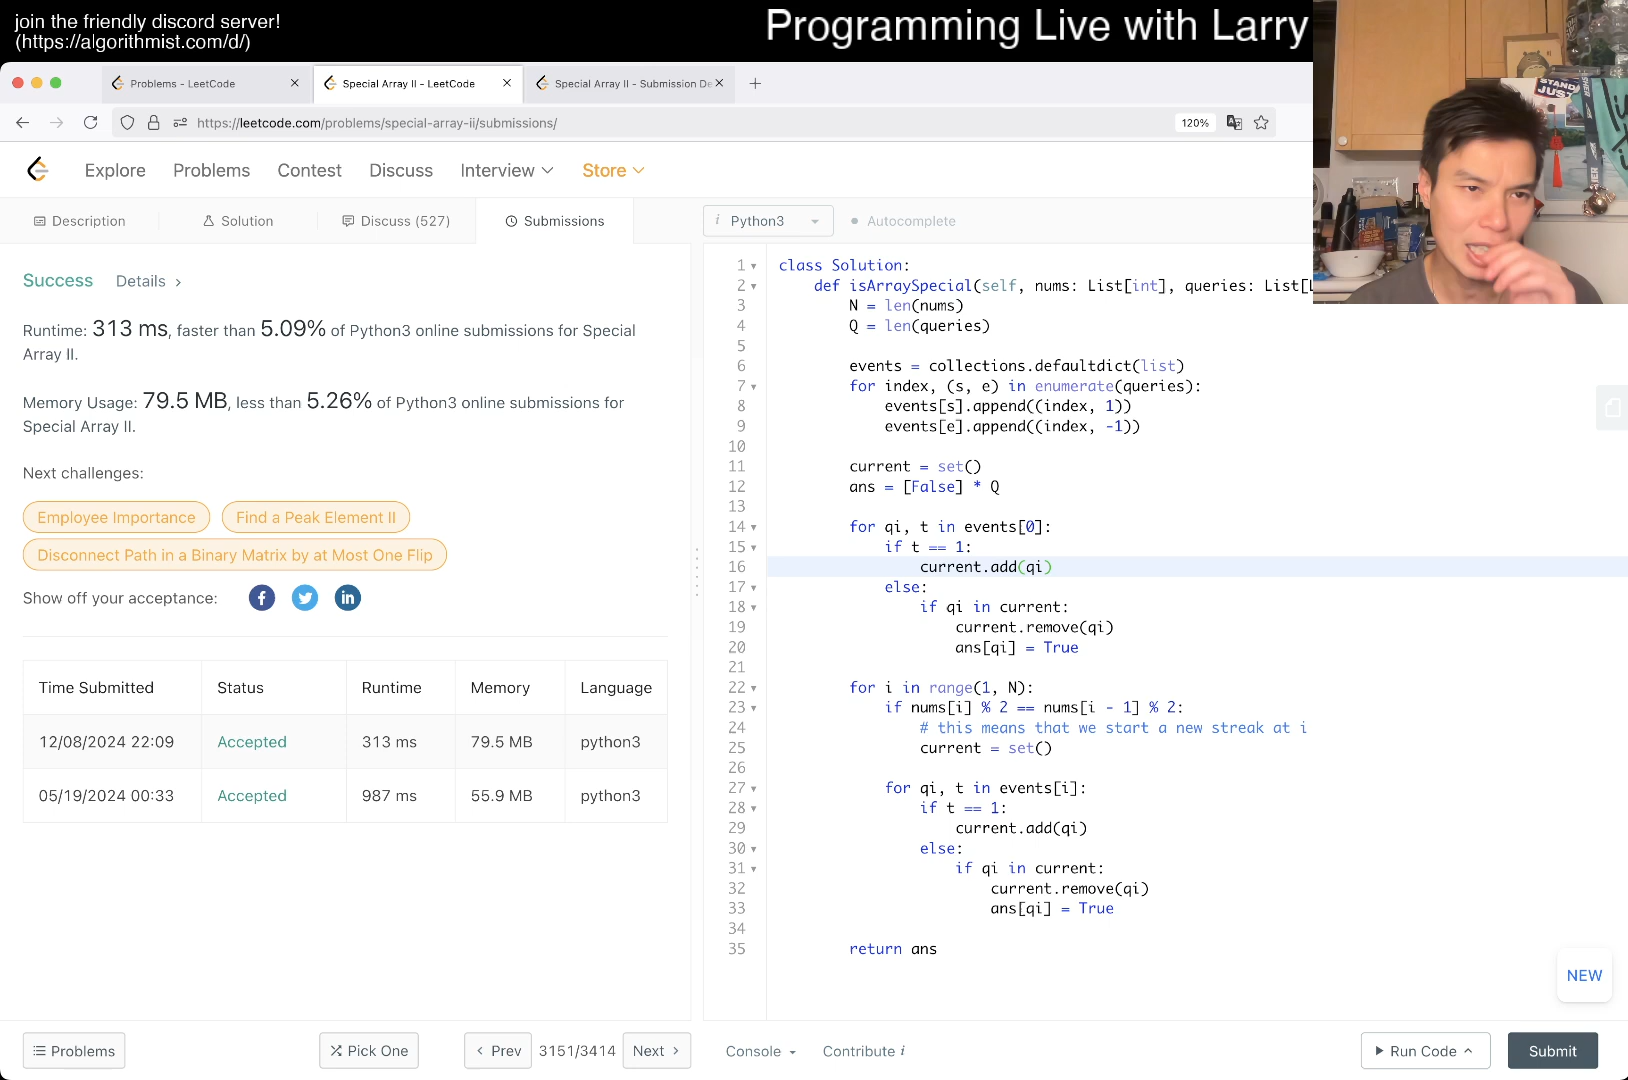 join the friendly discord server!
(https://algorithmist.com/d/)
Programming Live with Larry
Problems - LeetCode
Special Array II - LeetCode
Special Array II - Submission De
https://leetcode.com/problems/special-array-ii/submissions/
120%
Explore
Problems
Contest
Discuss
Interview
Store
Description
Solution
Discuss (527)
Submissions
i Python3
Autocomplete
Success
Details
Runtime: 313 ms, faster than 5.09% of Python3 online submissions for Special
Array II.
Memory Usage: 79.5 MB, less than 5.26% of Python3 online submissions for
Special Array II.
Next challenges:
Employee Importance
Find a Peak Element II
Disconnect Path in a Binary Matrix by at Most One Flip
Show off your acceptance:
Time Submitted Status Runtime Memory Language
12/08/2024 22:09 Accepted 313 ms 79.5 MB python3
05/19/2024 00:33 Accepted 987 ms 55.9 MB python3
1 class Solution:
2 def isArraySpecial(self, nums: List[int], queries: List[L
3 N = len(nums)
4 Q = len(queries)
5
6 events = collections.defaultdict(list)
7 for index, (s, e) in enumerate(queries):
8 events[s].append((index, 1))
9 events[e].append((index, -1))
10
11 current = set()
12 ans = [False] * Q
13
14 for qi, t in events[0]:
15 if t == 1:
16 current.add(qi)
17 else:
18 if qi in current:
19 current.remove(qi)
20 ans[qi] = True
21
22 for i in range(1, N):
23 if nums[i] % 2 == nums[i - 1] % 2:
24 # this means that we start a new streak at i
25 current = set()
26
27 for qi, t in events[i]:
28 if t == 1:
29 current.add(qi)
30 else:
31 if qi in current:
32 current.remove(qi)
33 ans[qi] = True
34
35 return ans
NEW
Problems
Pick One
Prev
3151/3414
Next
Console
Contribute i
Run Code
Submit
STAND
JUST